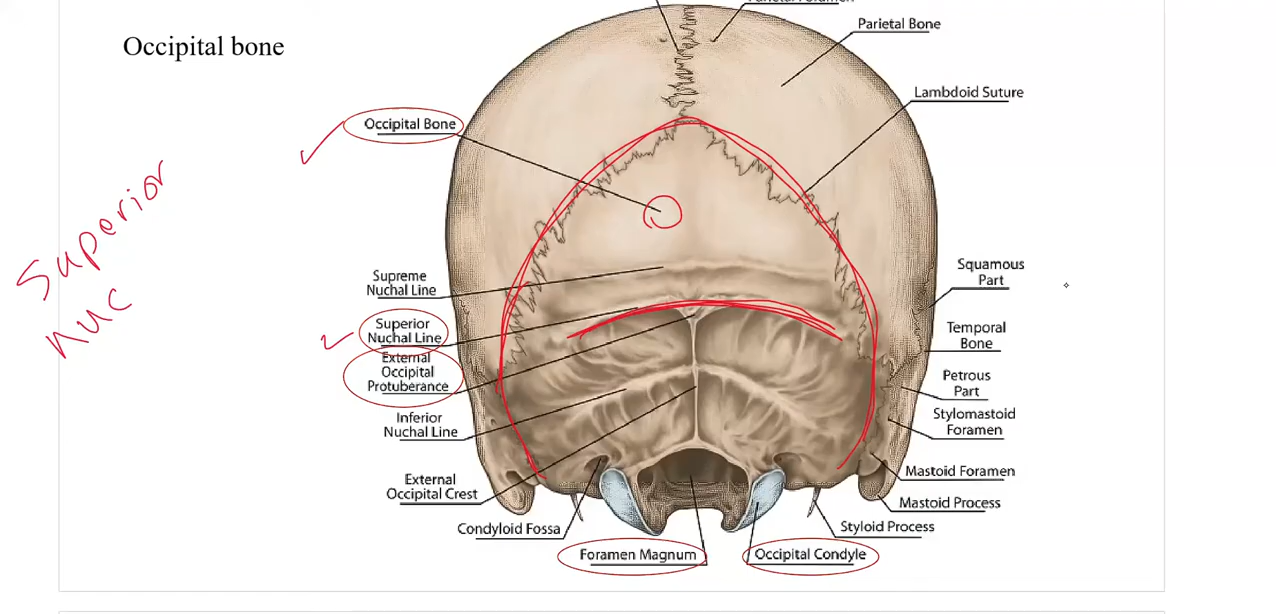 Occipital bone
Parietal Foramen
Parietal Bone
Lambdoid Suture
Occipital Bone
Superior
nuc
Supreme
Nuchal Line
Superior
Nuchal Line
External
Occipital
Protuberance
Inferior
Nuchal Line
External
Occipital Crest
Condyloid Fossa
Foramen Magnum
Occipital Condyle
Squamous
Part
Temporal
Bone
Petrous
Part
Stylomastoid
Foramen
Mastoid Foramen
Mastoid Process
Styloid Process